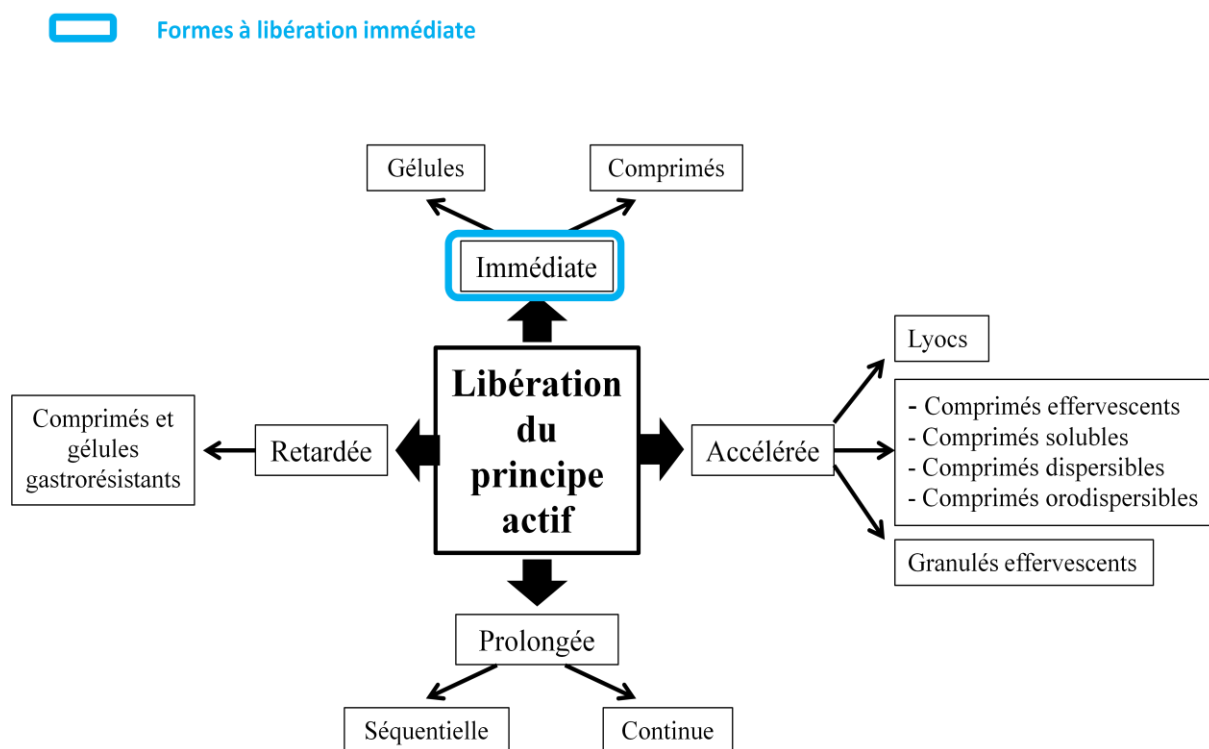 Formes à libération immédiate
Gélules
Comprimés
Immédiate
Lyocs
Libération
du
principe
actif
Comprimés et
gélules
gastrorésistants
Retardée
Accélérée
- Comprimés effervescents
- Comprimés solubles
- Comprimés dispersibles
- Comprimés orodispersibles
Granulés effervescents
Prolongée
Séquentielle
Continue